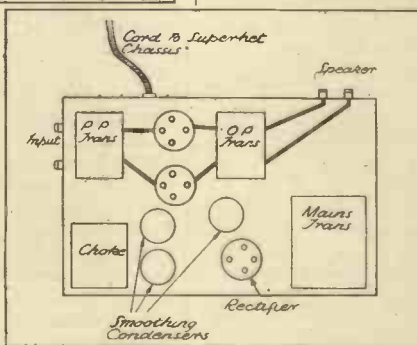 Cord to Superhet
Chassis
Speaker
Input
P.P
Trans
O.P
Trans
Mains
Trans
Choke
Rectifier
Smoothing
Condensers